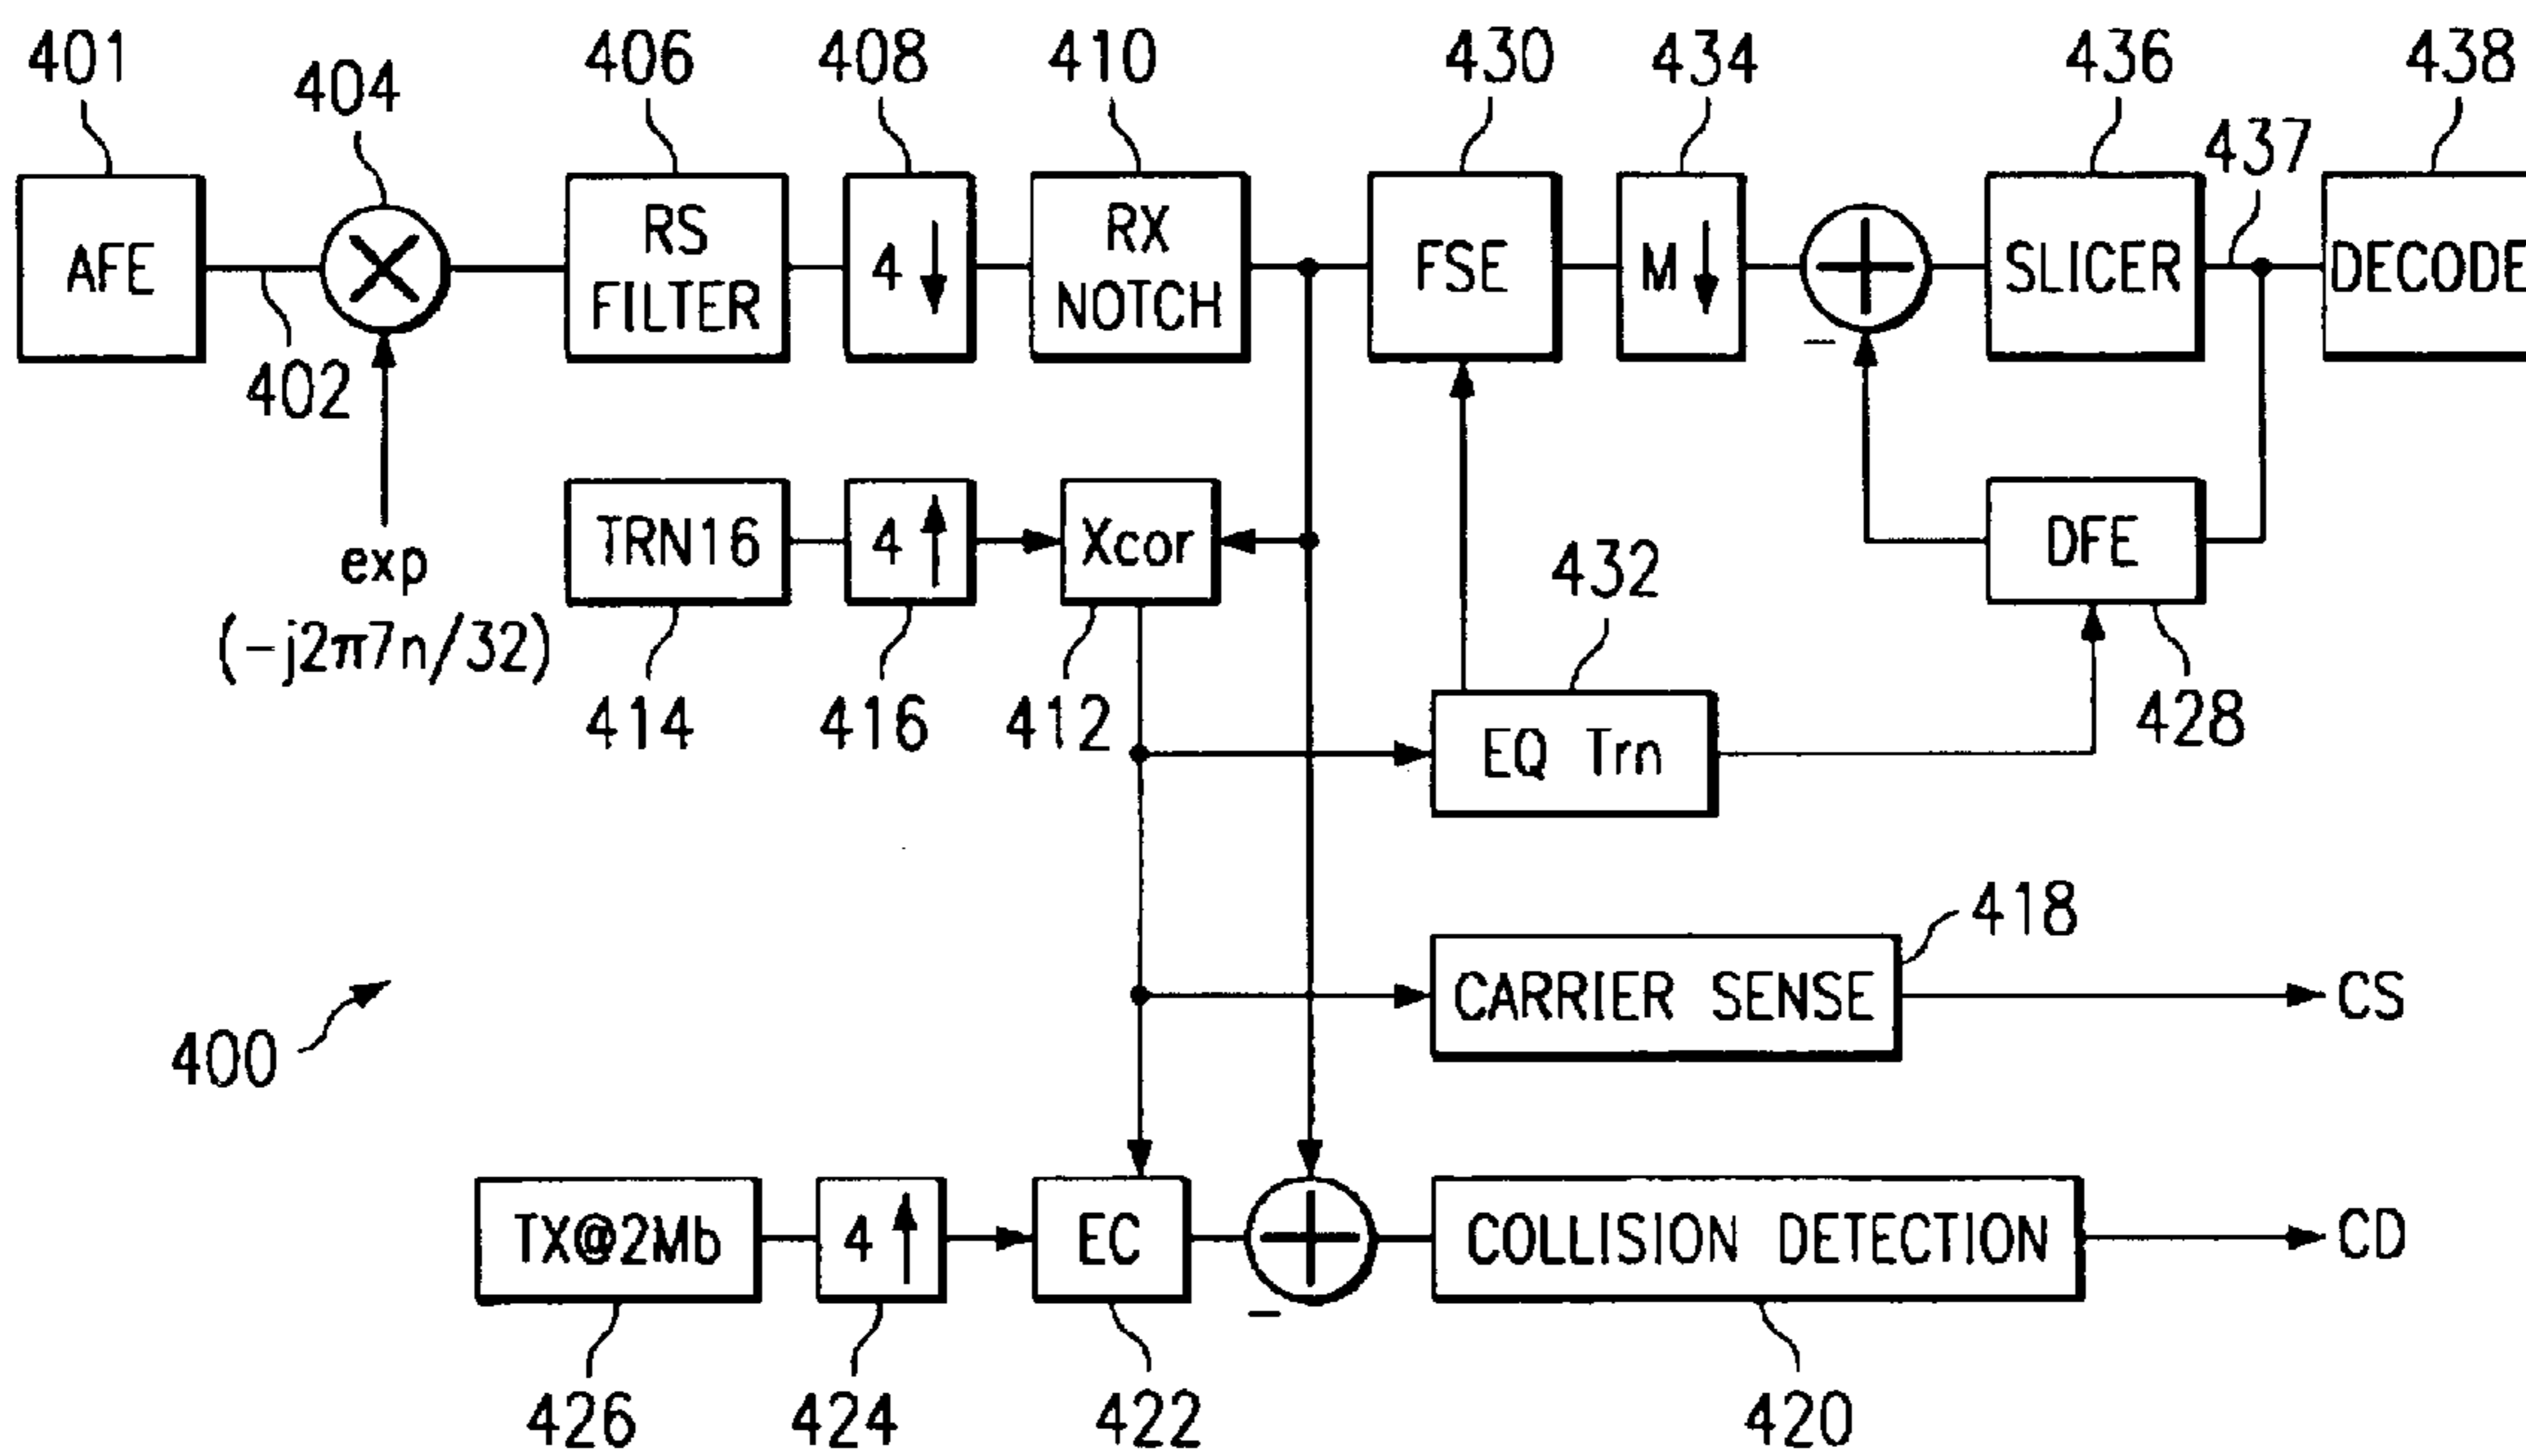 401
404
406
408
410
430
434
436
437
438
AFE
402
RS
FILTER
4
RX
NOTCH
FSE
M
SLICER
DECODE
-
exp
(-j2π7n/32)
TRN16
4
Xcor
DFE
414
416
412
432
EQ Trn
428
400
CARRIER SENSE
418
CS
TX@2Mb
4
EC
-
COLLISION DETECTION
CD
426
424
422
420